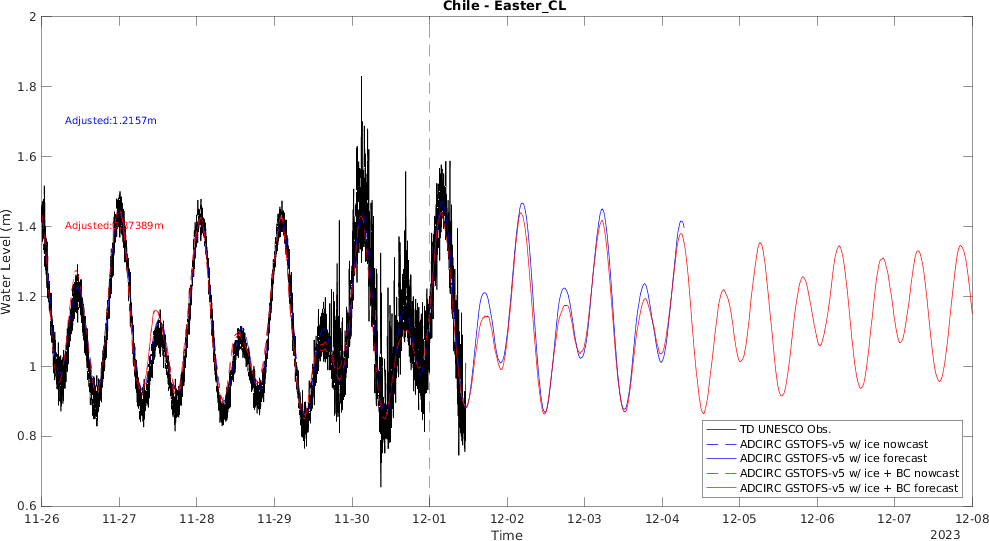 Chile - Easter_CL
Water Level (m)
2
1.8
1.6
1.4
1.2
1
0.8
0.6
Adjusted:1.2157m
11-26
11-27
11-28
11-29
11-30
12-01
12-02
12-03
12-04
12-05
12-06
12-07
12-08
Time
2023
TD UNESCO Obs.
ADCIRC GSTOFS-v5 w/ ice nowcast
ADCIRC GSTOFS-v5 w/ ice forecast
ADCIRC GSTOFS-v5 w/ ice + BC nowcast
ADCIRC GSTOFS-v5 w/ ice + BC forecast